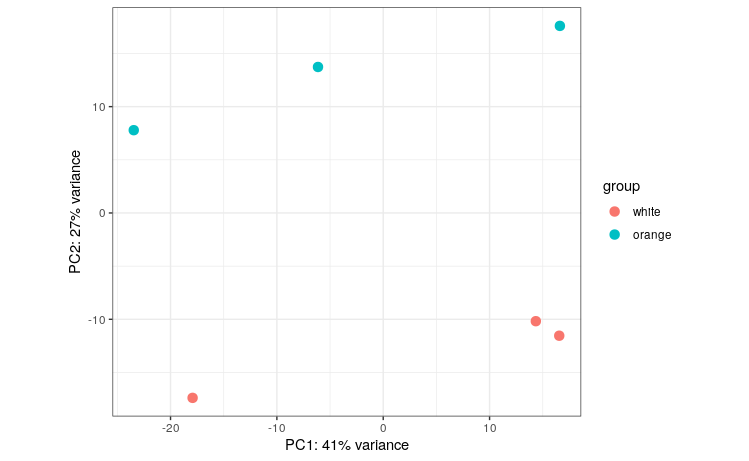 10
0
-10
PC2: 27% variance
-20
-10
0
10
PC1: 41% variance
group
white
orange